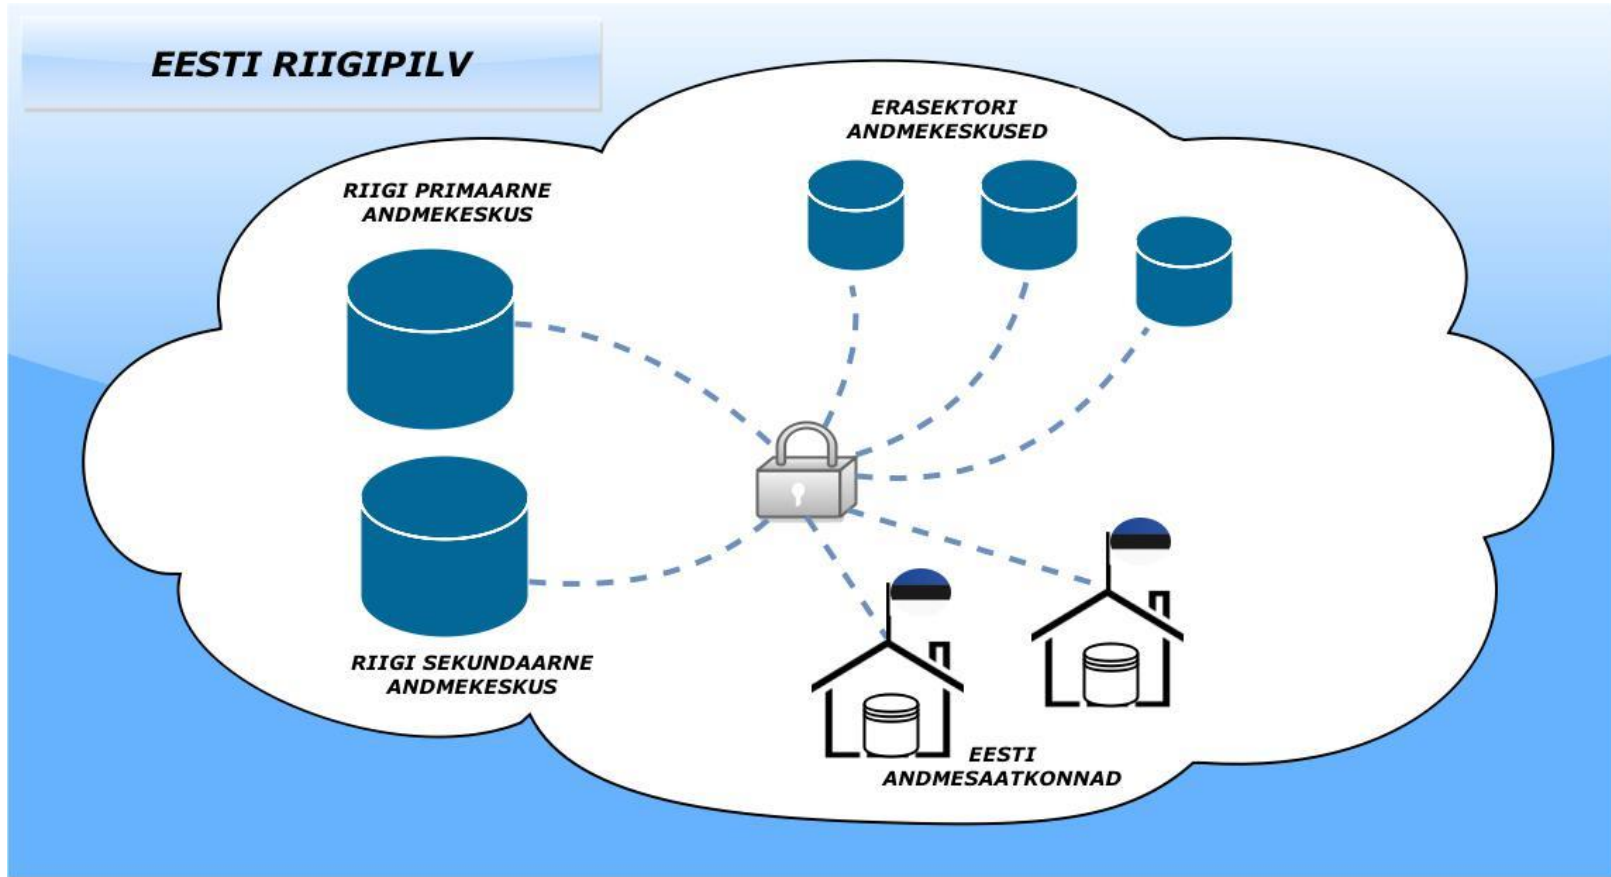 EESTI RIIGIPILV
ERASEKTORI
ANDMEKESKUSED
RIIGI PRIMAARNE
ANDMEKESKUS
RIIGI SEKUNDAARNE
ANDMEKESKUS
EESTI
ANDMESAATKONNAD